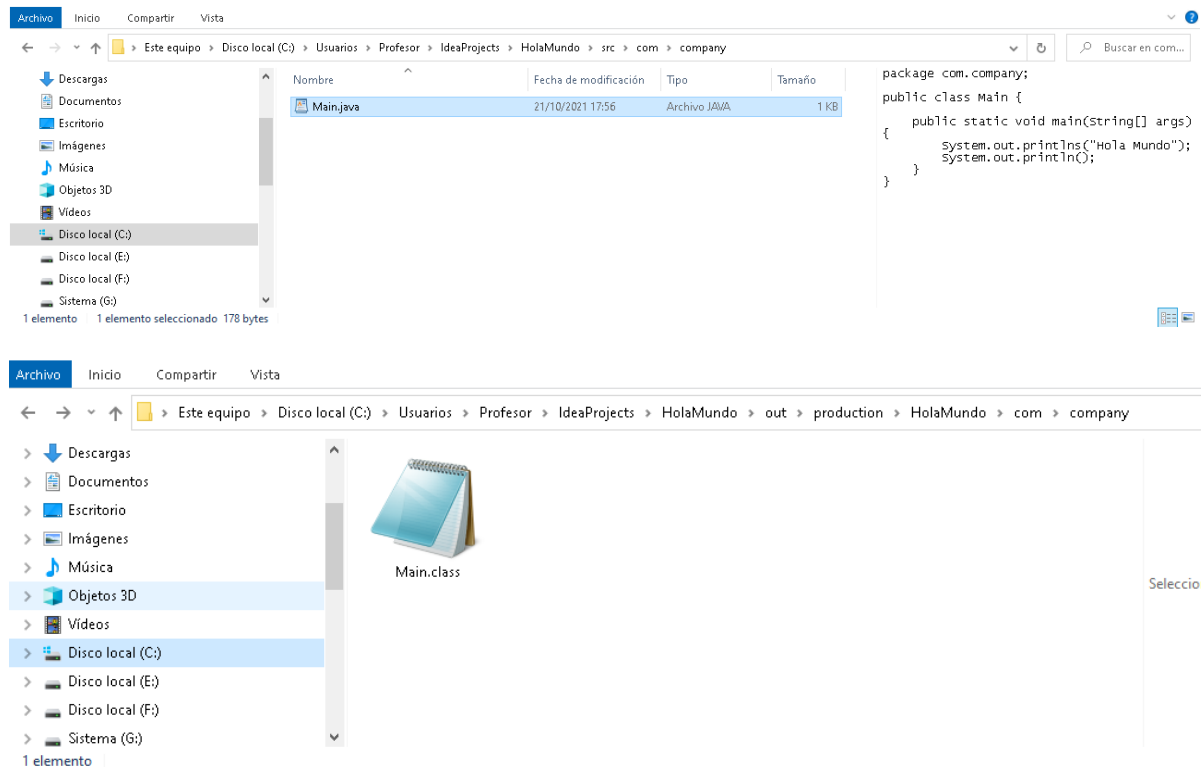 Archivo Inicio Compartir Vista
Este equipo > Disco local (C:) > Usuarios > Profesor > IdeaProjects > HolaMundo > src > com > company
Buscar en com...
Descargas
Documentos
Escritorio
Imágenes
Música
Objetos 3D
Vídeos
Disco local (C:)
Disco local (E:)
Disco local (F:)
Sistema (G:)
Nombre Fecha de modificación Tipo Tamaño
Main.java 21/10/2021 17:56 Archivo JAVA 1 KB
package com.company;
public class Main {
public static void main(String[] args)
{
System.out.printlns("Hola Mundo");
System.out.println();
}
}
1 elemento 1 elemento seleccionado 178 bytes
Archivo Inicio Compartir Vista
Este equipo > Disco local (C:) > Usuarios > Profesor > IdeaProjects > HolaMundo > out > production > HolaMundo > com > company
Descargas
Documentos
Escritorio
Imágenes
Música
Objetos 3D
Vídeos
Disco local (C:)
Disco local (E:)
Disco local (F:)
Sistema (G:)
Main.class
Seleccio
1 elemento